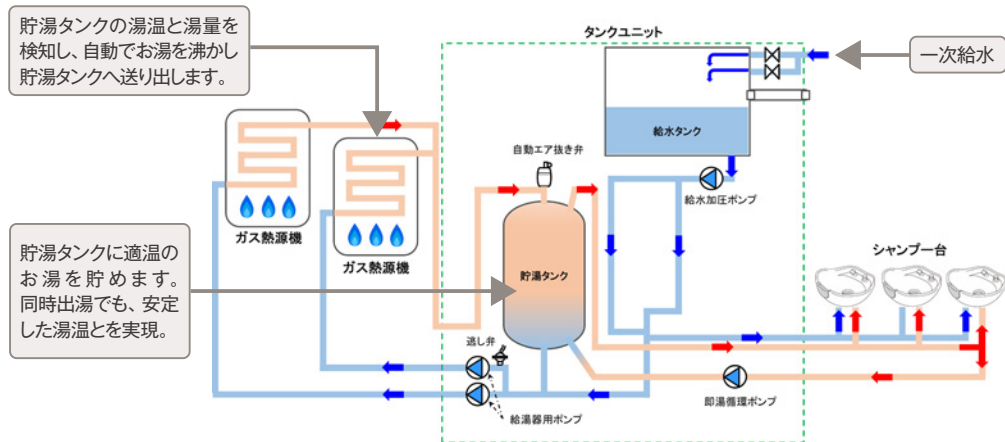 貯湯タンクの湯温と湯量を
検知し、自動でお湯を沸かし
貯湯タンクへ送り出します。
タンクユニット
一次給水
給水タンク
自動エア抜き弁
給水加圧ポンプ
ガス熱源機
ガス熱源機
貯湯タンクに適温の
お湯を貯めます。
同時出湯でも、安定
した湯温とを実現。
貯湯タンク
シャンプー台
逃し弁
即湯循環ポンプ
給湯器用ポンプ